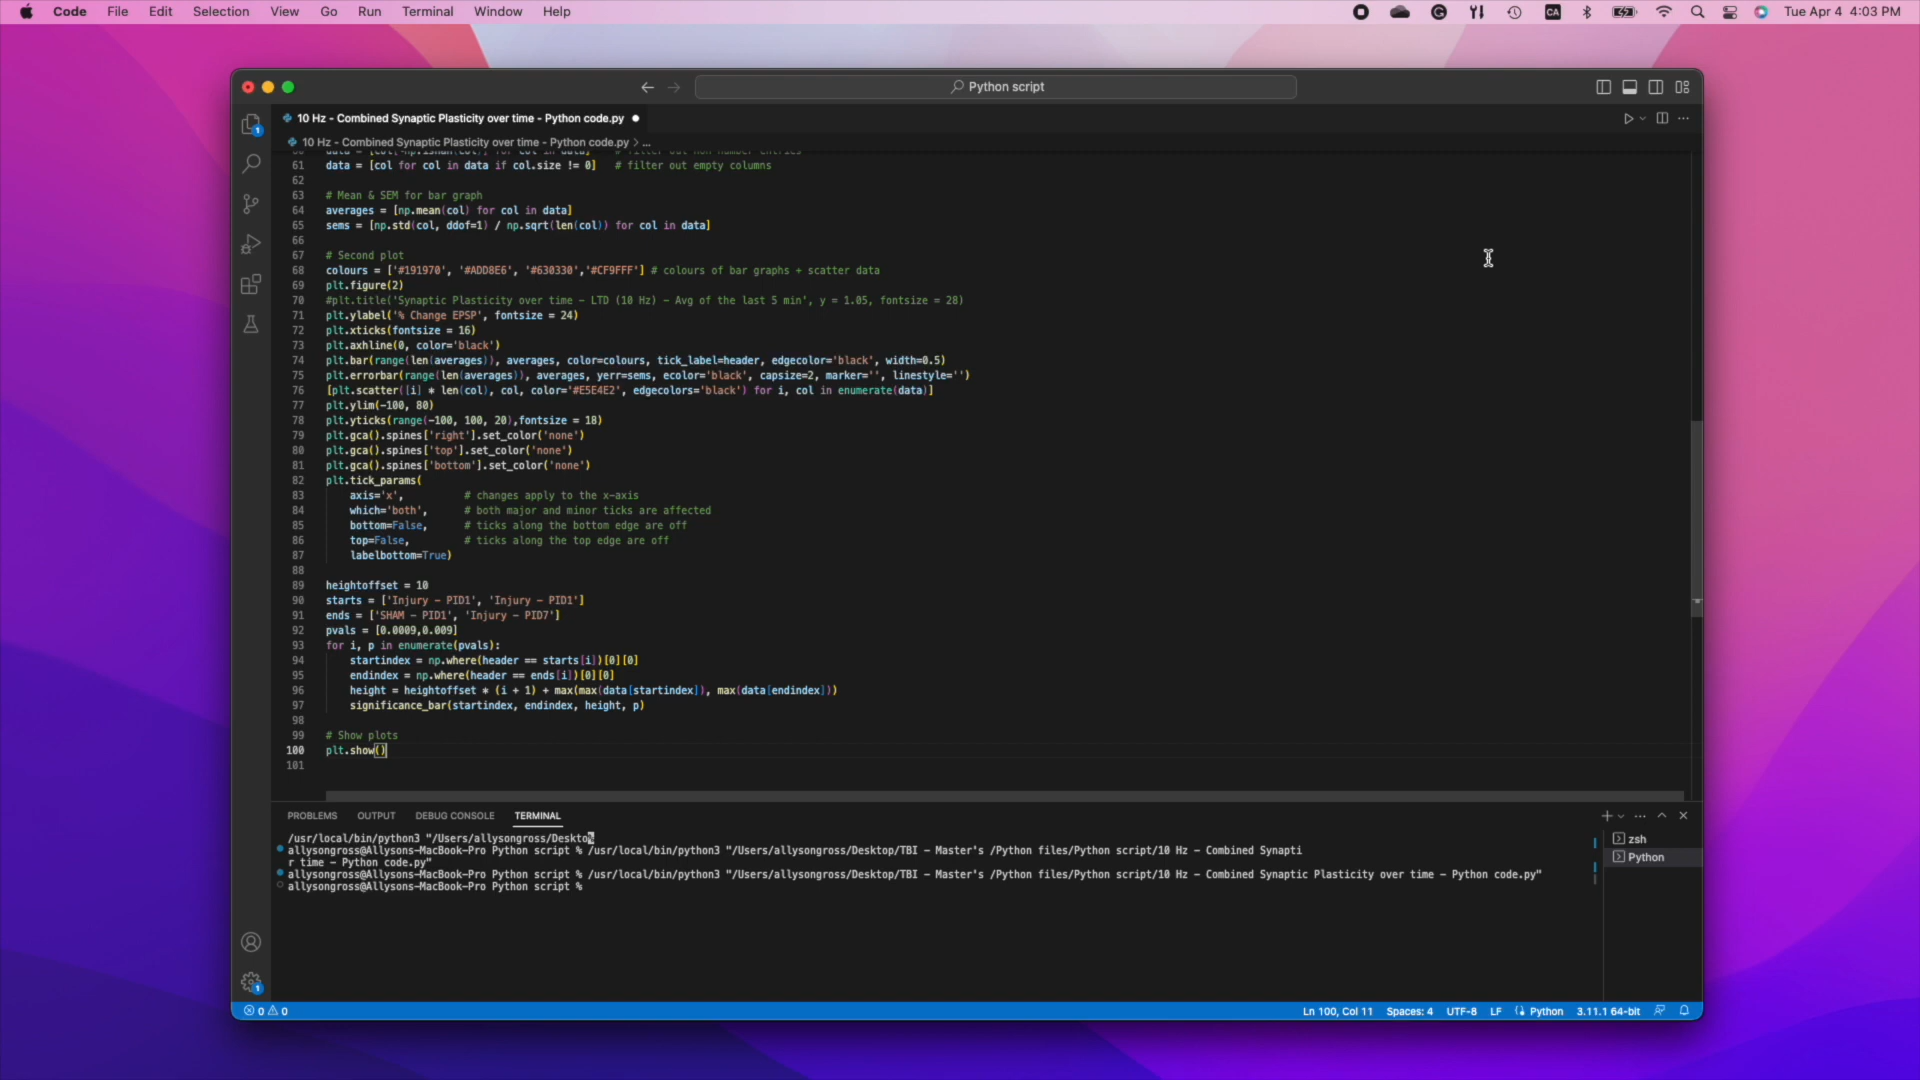 Code File Edit Selection View Go Run Terminal Window Help CA Tue Apr 4 4:03 PM
Python script
10 Hz - Combined Synaptic Plasticity over time - Python code.py
10 Hz - Combined Synaptic Plasticity over time - Python code.py > ...
61 data = [col for col in data if col.size != 0] # filter out empty columns
62
63 # Mean & SEM for bar graph
64 averages = [np.mean(col) for col in data]
65 sems = [np.std(col, ddof=1) / np.sqrt(len(col)) for col in data]
66
67 # Second plot
68 colours = ['#191970', '#ADD8E6', '#630330','#CF9FFF'] # colours of bar graphs + scatter data
69 plt.figure(2)
70 #plt.title('Synaptic Plasticity over time - LTD (10 Hz) - Avg of the last 5 min', y = 1.05, fontsize = 28)
71 plt.ylabel('% Change EPSP', fontsize = 24)
72 plt.xticks(fontsize = 16)
73 plt.axhline(0, color='black')
74 plt.bar(range(len(averages)), averages, color=colours, tick_label=header, edgecolor='black', width=0.5)
75 plt.errorbar(range(len(averages)), averages, yerr=sems, ecolor='black', capsize=2, marker='', linestyle='')
76 [plt.scatter([i] * len(col), col, color='#E5E4E2', edgecolors='black') for i, col in enumerate(data)]
77 plt.ylim(-100, 80)
78 plt.yticks(range(-100, 100, 20),fontsize = 18)
79 plt.gca().spines['right'].set_color('none')
80 plt.gca().spines['top'].set_color('none')
81 plt.gca().spines['bottom'].set_color('none')
82 plt.tick_params(
83 axis='x', # changes apply to the x-axis
84 which='both', # both major and minor ticks are affected
85 bottom=False, # ticks along the bottom edge are off
86 top=False, # ticks along the top edge are off
87 labelbottom=True)
88
89 heightoffset = 10
90 starts = ['Injury - PID1', 'Injury - PID1']
91 ends = ['SHAM - PID1', 'Injury - PID7']
92 pvals = [0.0009,0.009]
93 for i, p in enumerate(pvals):
94 startindex = np.where(header == starts[i])[0][0]
95 endindex = np.where(header == ends[i])[0][0]
96 height = heightoffset * (i + 1) + max(max(data[startindex]), max(data[endindex]))
97 significance_bar(startindex, endindex, height, p)
98
99 # Show plots
100 plt.show()
101
PROBLEMS OUTPUT DEBUG CONSOLE TERMINAL
/usr/local/bin/python3 "/Users/allysongross/Deskto%
allysongross@Allysons-MacBook-Pro Python script % /usr/local/bin/python3 "/Users/allysongross/Desktop/TBI - Master's /Python files/Python script/10 Hz - Combined Synapti
r time - Python code.py"
allysongross@Allysons-MacBook-Pro Python script % /usr/local/bin/python3 "/Users/allysongross/Desktop/TBI - Master's /Python files/Python script/10 Hz - Combined Synaptic Plasticity over time - Python code.py"
allysongross@Allysons-MacBook-Pro Python script %
zsh
Python
0 0 Ln 100, Col 11 Spaces: 4 UTF-8 LF Python 3.11.1 64-bit